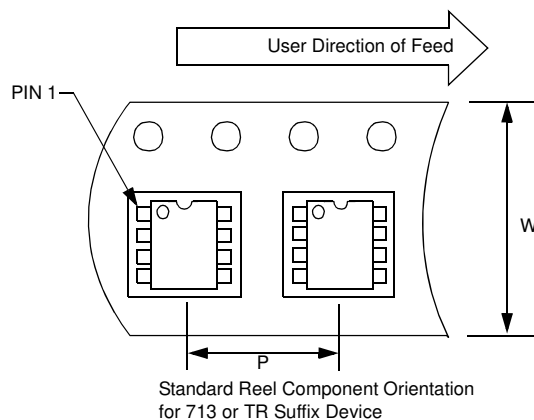 User Direction of Feed
PIN 1
W
P
Standard Reel Component Orientation
for 713 or TR Suffix Device